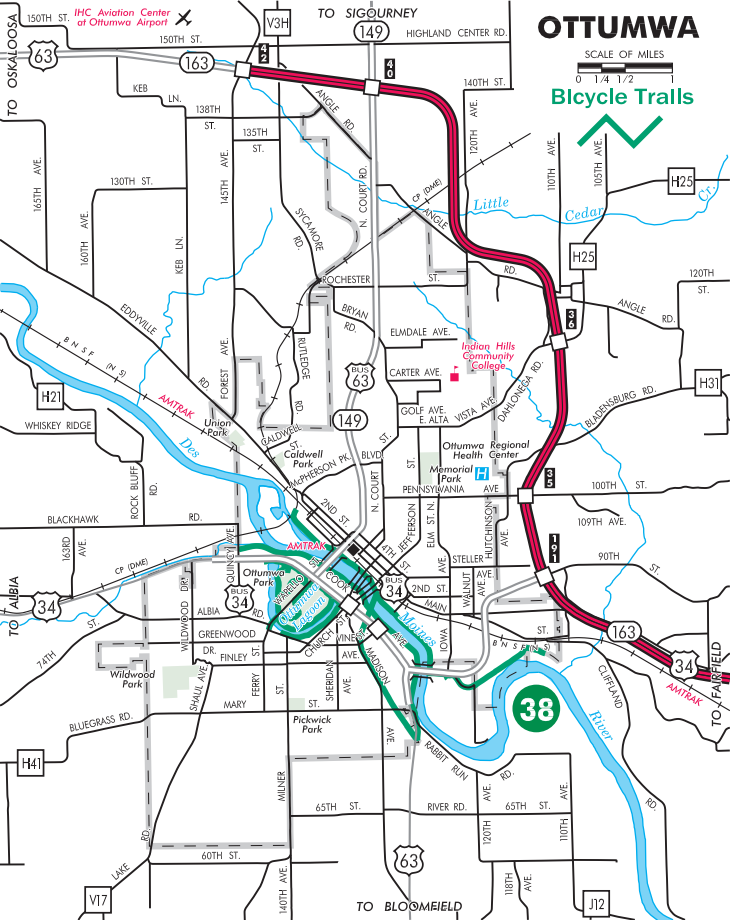 IHC Aviation Center
at Ottumwa Airport
TO SIGOURNEY
OTTUMWA
SCALE OF MILES
0 1/4 1/2 1
BIcycle TraIls
150TH ST.
TO OSKALOOSA
63
150TH ST.
163
V3H
149
HIGHLAND CENTER RD.
42
40
KEB
LN.
138TH
ST.
135TH
ST.
ANGLE
RD.
140TH ST.
120TH
AVE.
110TH AVE.
105TH AVE.
H25
Cr.
165TH
AVE.
130TH ST.
160TH AVE.
KEB LN.
145TH
AVE.
SYCAMORE
RD.
N. COURT RD.
CP (DME)
ANGLE
RD.
Little
Cedar
H25
ROCHESTER
ST.
120TH
ST.
EDDYVILLE
RD
BRYAN
RD.
ELMDALE AVE.
36
ANGLE
RD.
BNSF (NS)
AMTRAK
FOREST AVE.
RUTLEDGE
RD.
BUS
63
CARTER AVE.
Indian Hills
Community
College
DAHLONEGA RD.
BLADENSBURG RD.
H31
H21
WHISKEY RIDGE
Union
Park
149
GOLF AVE.
E. ALTA
VISTA AVE.
CALDWELL
ST.
Caldwell
Park
Des
McPHERSON PK.
BLVD.
ST.
Ottumwa Regional
Health Center
Memorial
Park
H
35
ROCK BLUFF
RD.
N. COURT
ST.
PENNSYLVANIA AVE
100TH ST.
109TH AVE.
BLACKHAWK
RD.
2ND ST.
4TH ST.
JEFFERSON
ELM ST. N.
HUTCHINSON
AVE.
191
90TH
ST.
163RD
AVE.
CP (DME)
QUINCY AVE.
AMTRAK
STELLER
AVE.
WALNUT
AVE.
TO ALBIA
34
Ottumwa
Park
BUS
34
WAPELLO
ST.
COOK
BUS
34
2ND ST.
MAIN
ST.
WILDWOOD DR.
ALBIA
RD.
Ottumwa
Lagoon
Moines
163
34
TO FAIRFIELD
74TH
ST.
GREENWOOD
DR.
FINLEY ST.
CHURCH ST.
VINE ST.
AVE.
IOWA
BNSF (NS)
AMTRAK
Wildwood
Park
SHAUL AVE.
FERRY
ST.
SHERIDAN
AVE.
MADISON
AVE.
CLIFFLAND
RD.
38
River
BLUEGRASS RD.
MARY
ST.
Pickwick
Park
H41
RABBIT RUN
RD.
MILNER
65TH ST.
RIVER RD.
120TH AVE.
65TH ST.
110TH AVE.
RD.
60TH ST.
LAKE
63
V17
140TH AVE.
TO BLOOMFIELD
118TH AVE.
J12